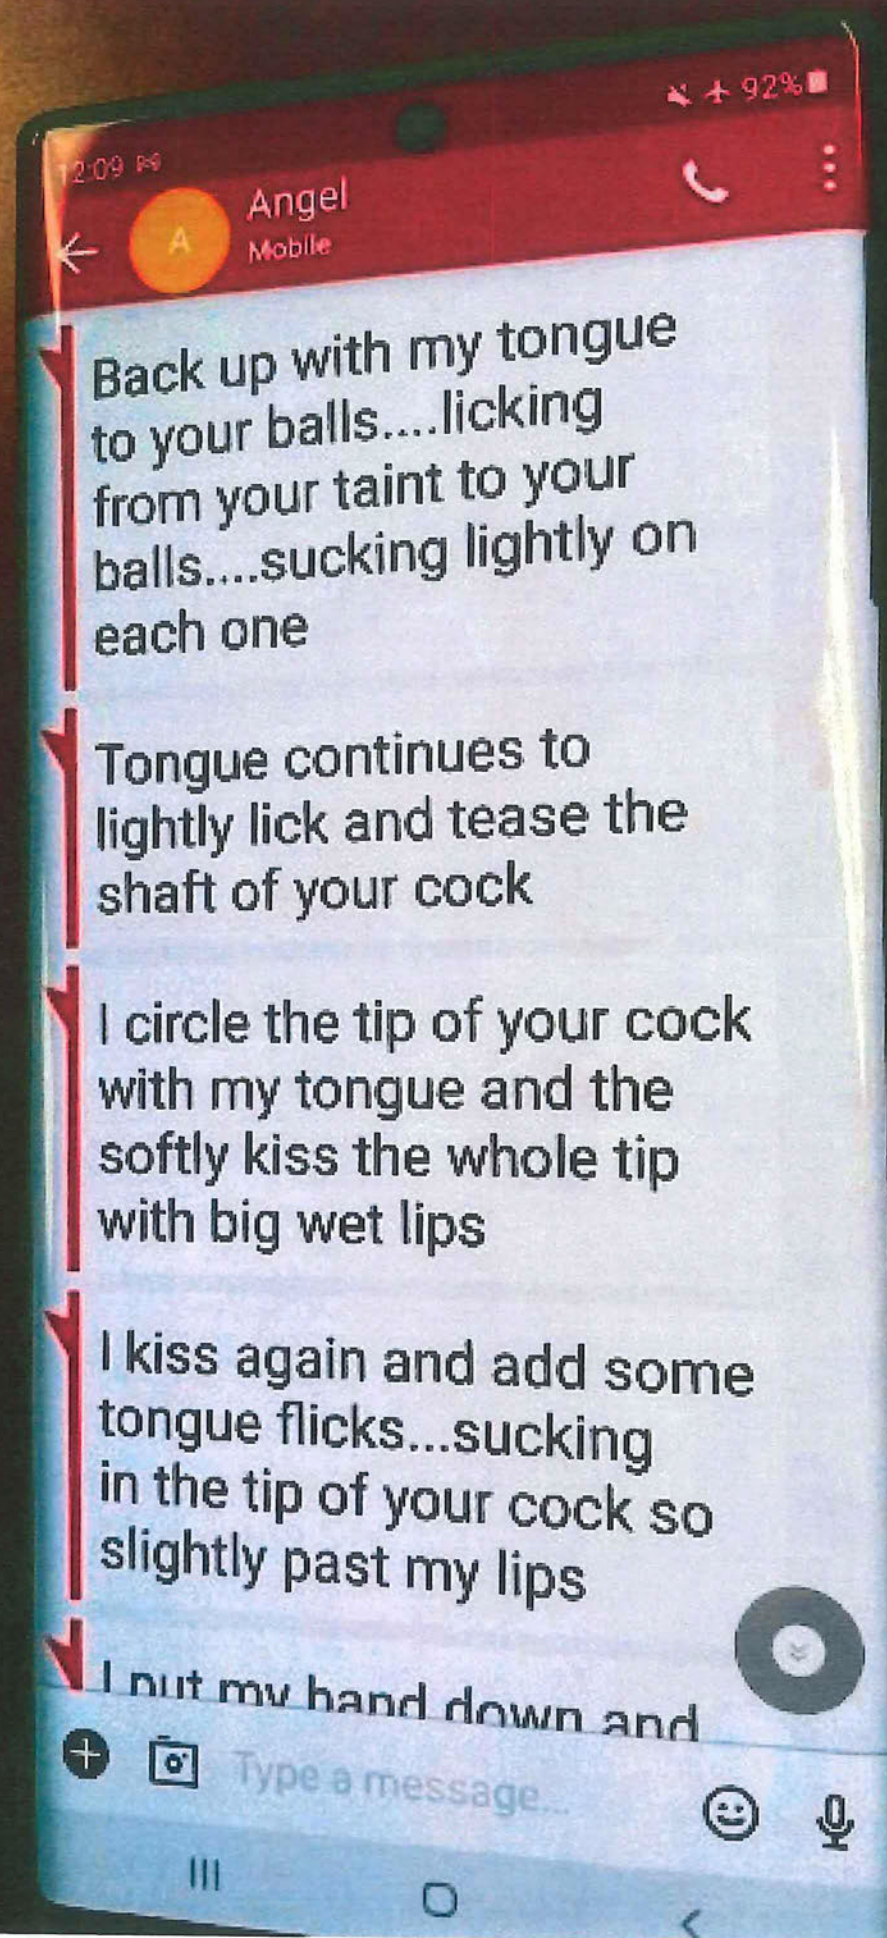 12:09
92%
A
Angel
Mobile
Back up with my tongue
to your balls....licking
from your taint to your
balls....sucking lightly on
each one
Tongue continues to
lightly lick and tease the
shaft of your cock
I circle the tip of your cock
with my tongue and the
softly kiss the whole tip
with big wet lips
I kiss again and add some
tongue flicks...sucking
in the tip of your cock so
slightly past my lips
I put my hand down and
Type a message...